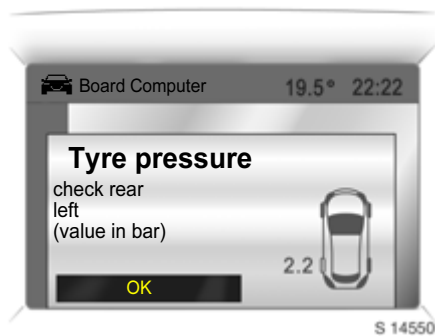 Board Computer 19.5° 22:22
Tyre pressure
check rear
left
(value in bar)
2.2
OK
S 14550